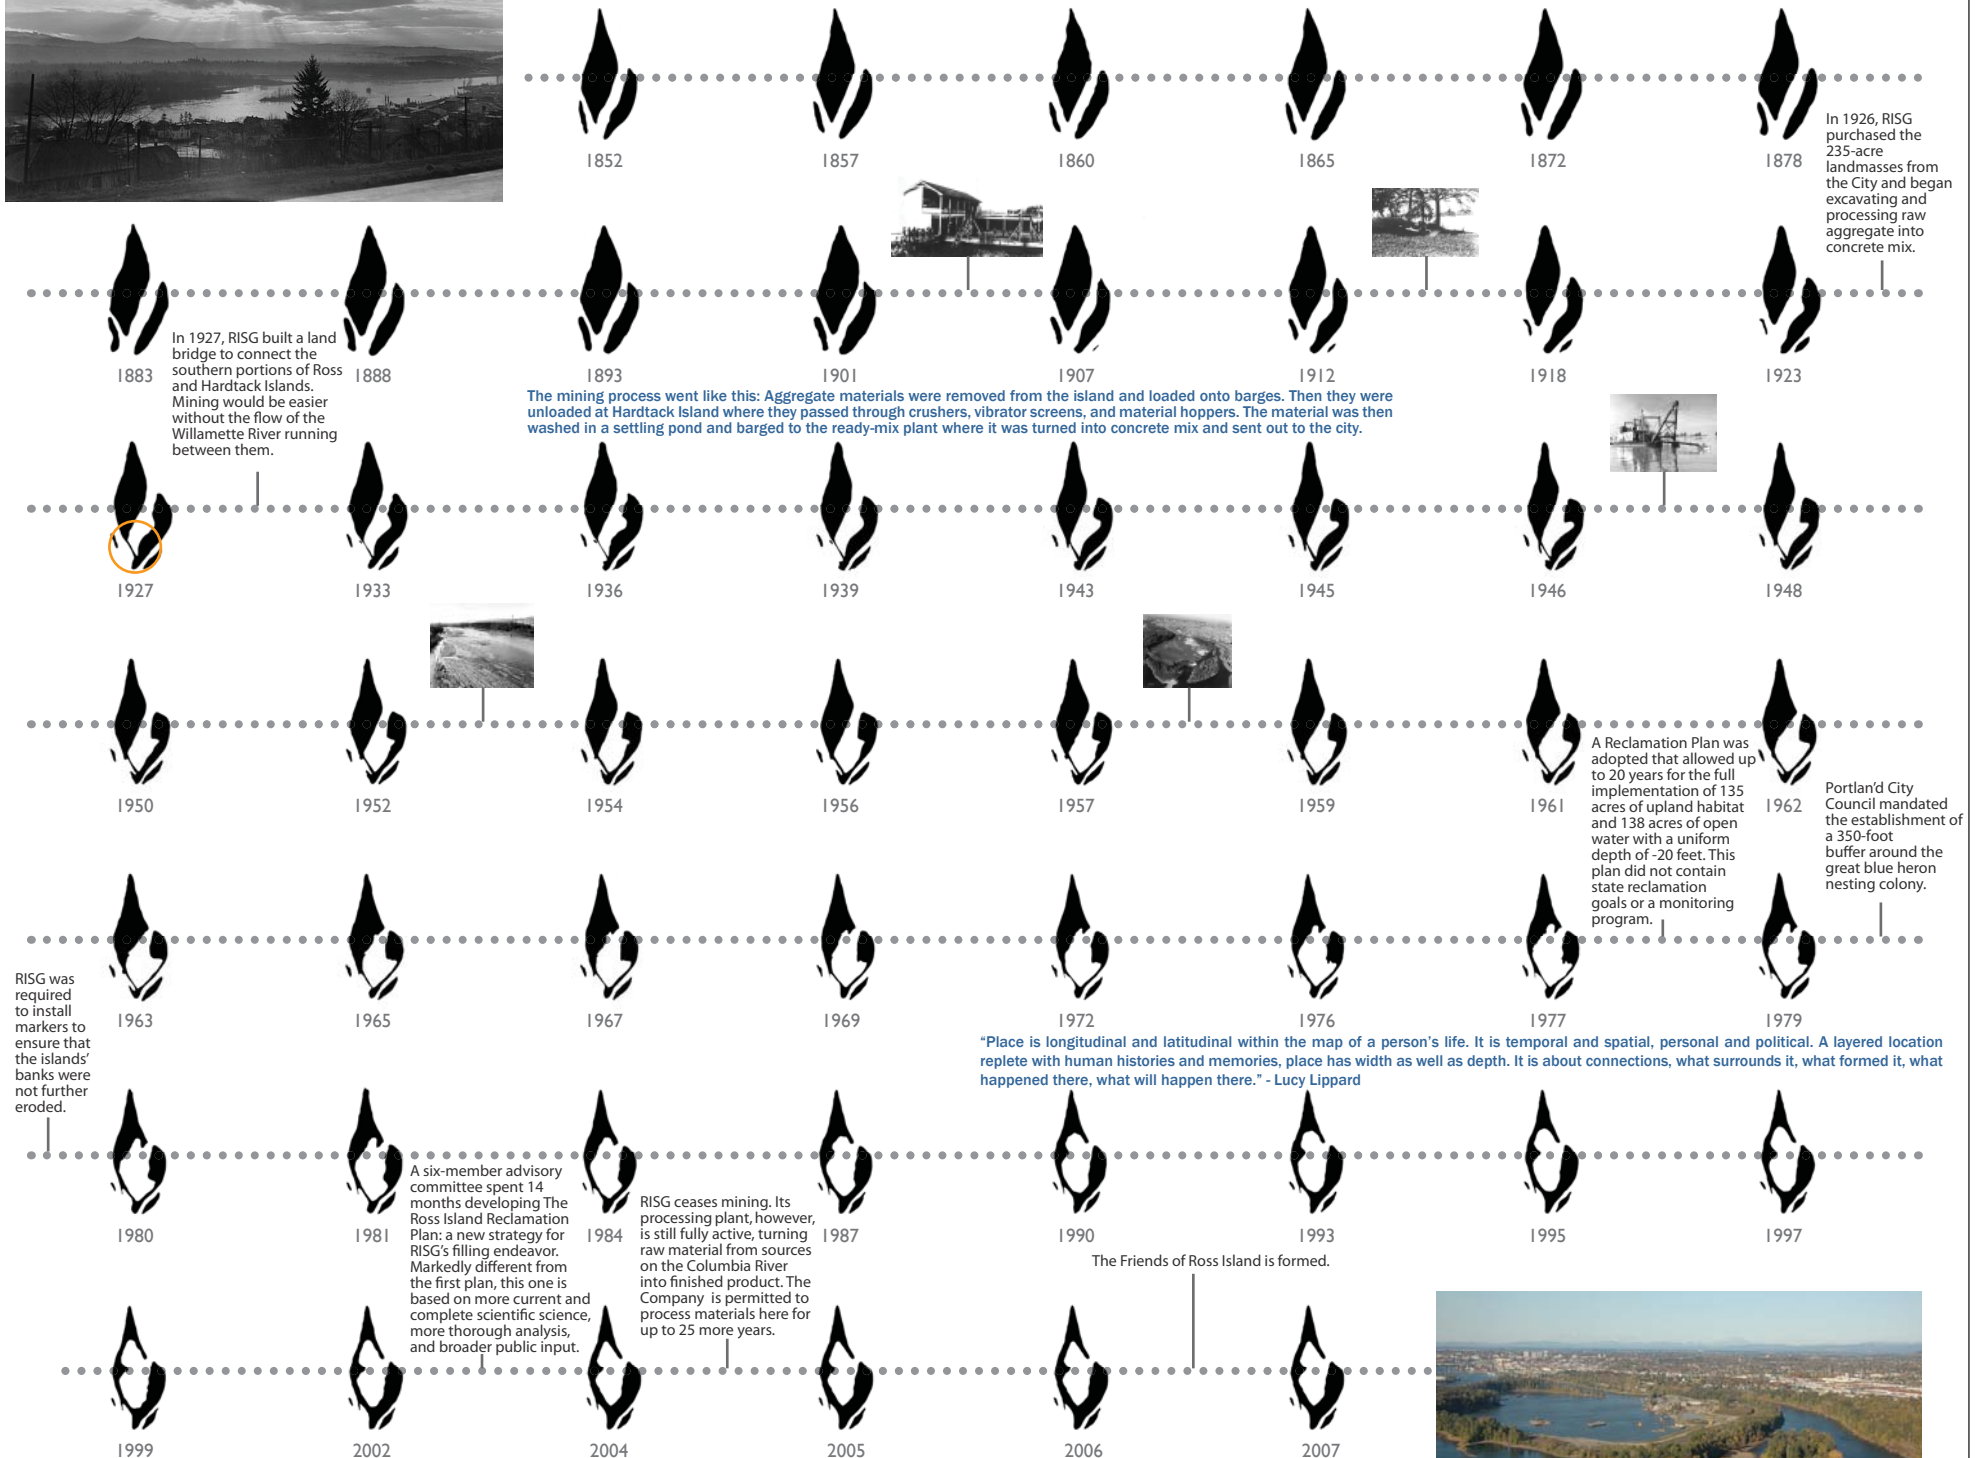 1852
1857
1860
1865
1872
1878
In 1926, RISG
purchased the
235-acre
landmasses from
the City and began
excavating and
processing raw
aggregate into
concrete mix.
1883
1888
1893
1901
1907
1912
1918
1923
In 1927, RISG built a land
bridge to connect the
southern portions of Ross
and Hardtack Islands.
Mining would be easier
without the flow of the
Willamette River running
between them.
The mining process went like this: Aggregate materials were removed from the island and loaded onto barges. Then they were
unloaded at Hardtack Island where they passed through crushers, vibrator screens, and material hoppers. The material was then
washed in a settling pond and barged to the ready-mix plant where it was turned into concrete mix and sent out to the city.
1927
1933
1936
1939
1943
1945
1946
1948
1950
1952
1954
1956
1957
1959
1961
1962
A Reclamation Plan was
adopted that allowed up
to 20 years for the full
implementation of 135
acres of upland habitat
and 138 acres of open
water with a uniform
depth of -20 feet. This
plan did not contain
state reclamation
goals or a monitoring
program.
Portlan'd City
Council mandated
the establishment of
a 350-foot
buffer around the
great blue heron
nesting colony.
1963
1965
1967
1969
1972
1976
1977
1979
RISG was
required
to install
markers to
ensure that
the islands'
banks were
not further
eroded.
“Place is longitudinal and latitudinal within the map of a person's life. It is temporal and spatial, personal and political. A layered location
replete with human histories and memories, place has width as well as depth. It is about connections, what surrounds it, what formed it, what
happened there, what will happen there.” - Lucy Lippard
1980
1981
1984
1987
1990
1993
1995
1997
A six-member advisory
committee spent 14
months developing The
Ross Island Reclamation
Plan: a new strategy for
RISG's filling endeavor.
Markedly different from
the first plan, this one is
based on more current and
complete scientific science,
more thorough analysis,
and broader public input.
RISG ceases mining. Its
processing plant, however,
is still fully active, turning
raw material from sources
on the Columbia River
into finished product. The
Company is permitted to
process materials here for
up to 25 more years.
The Friends of Ross Island is formed.
1999
2002
2004
2005
2006
2007